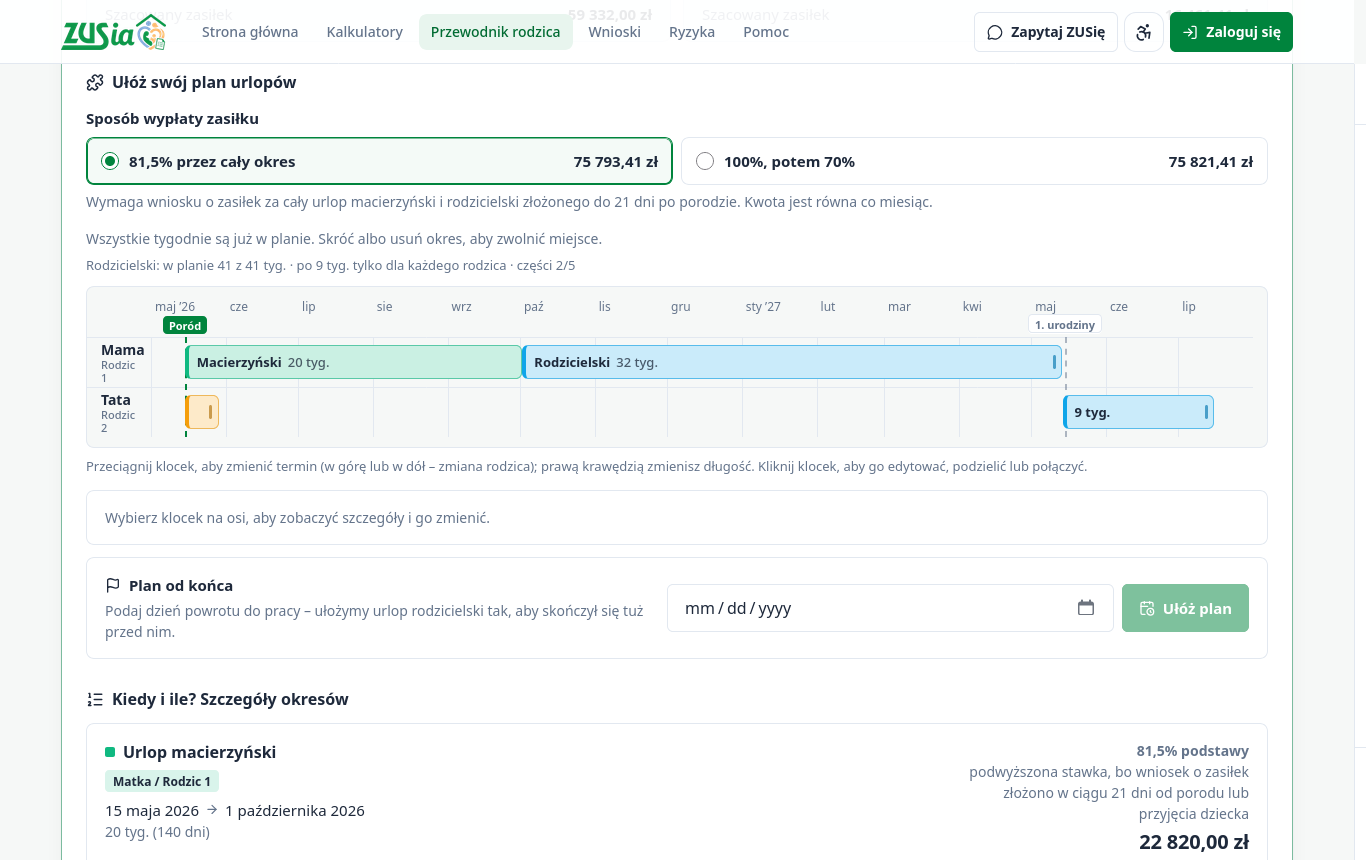 Szacowany zasiłek 59 332,00 zł Szacowany zasiłek
ZUSia Strona główna Kalkulatory Przewodnik rodzica Wnioski Ryzyka Pomoc Zapytaj ZUSię Zaloguj się
Ułóż swój plan urlopów
Sposób wypłaty zasiłku
81,5% przez cały okres 75 793,41 zł 100%, potem 70% 75 821,41 zł
Wymaga wniosku o zasiłek za cały urlop macierzyński i rodzicielski złożonego do 21 dni po porodzie. Kwota jest równa co miesiąc.
Wszystkie tygodnie są już w planie. Skróć albo usuń okres, aby zwolnić miejsce.
Rodzicielski: w planie 41 z 41 tyg. · po 9 tyg. tylko dla każdego rodzica · części 2/5
maj ’26 cze lip sie wrz paź lis gru sty ’27 lut mar kwi maj cze lip
Poród 1. urodziny
Mama
Rodzic
1
Macierzyński 20 tyg. Rodzicielski 32 tyg.
Tata
Rodzic
2
9 tyg.
Przeciągnij klocek, aby zmienić termin (w górę lub w dół – zmiana rodzica); prawą krawędzią zmienisz długość. Kliknij klocek, aby go edytować, podzielić lub połączyć.
Wybierz klocek na osi, aby zobaczyć szczegóły i go zmienić.
Plan od końca
Podaj dzień powrotu do pracy – ułożymy urlop rodzicielski tak, aby skończył się tuż
przed nim.
mm/dd/yyyy Ułóż plan
Kiedy i ile? Szczegóły okresów
Urlop macierzyński
Matka / Rodzic 1
15 maja 2026 → 1 października 2026
20 tyg. (140 dni)
81,5% podstawy
podwyższona stawka, bo wniosek o zasiłek
złożono w ciągu 21 dni od porodu lub
przyjęcia dziecka
22 820,00 zł